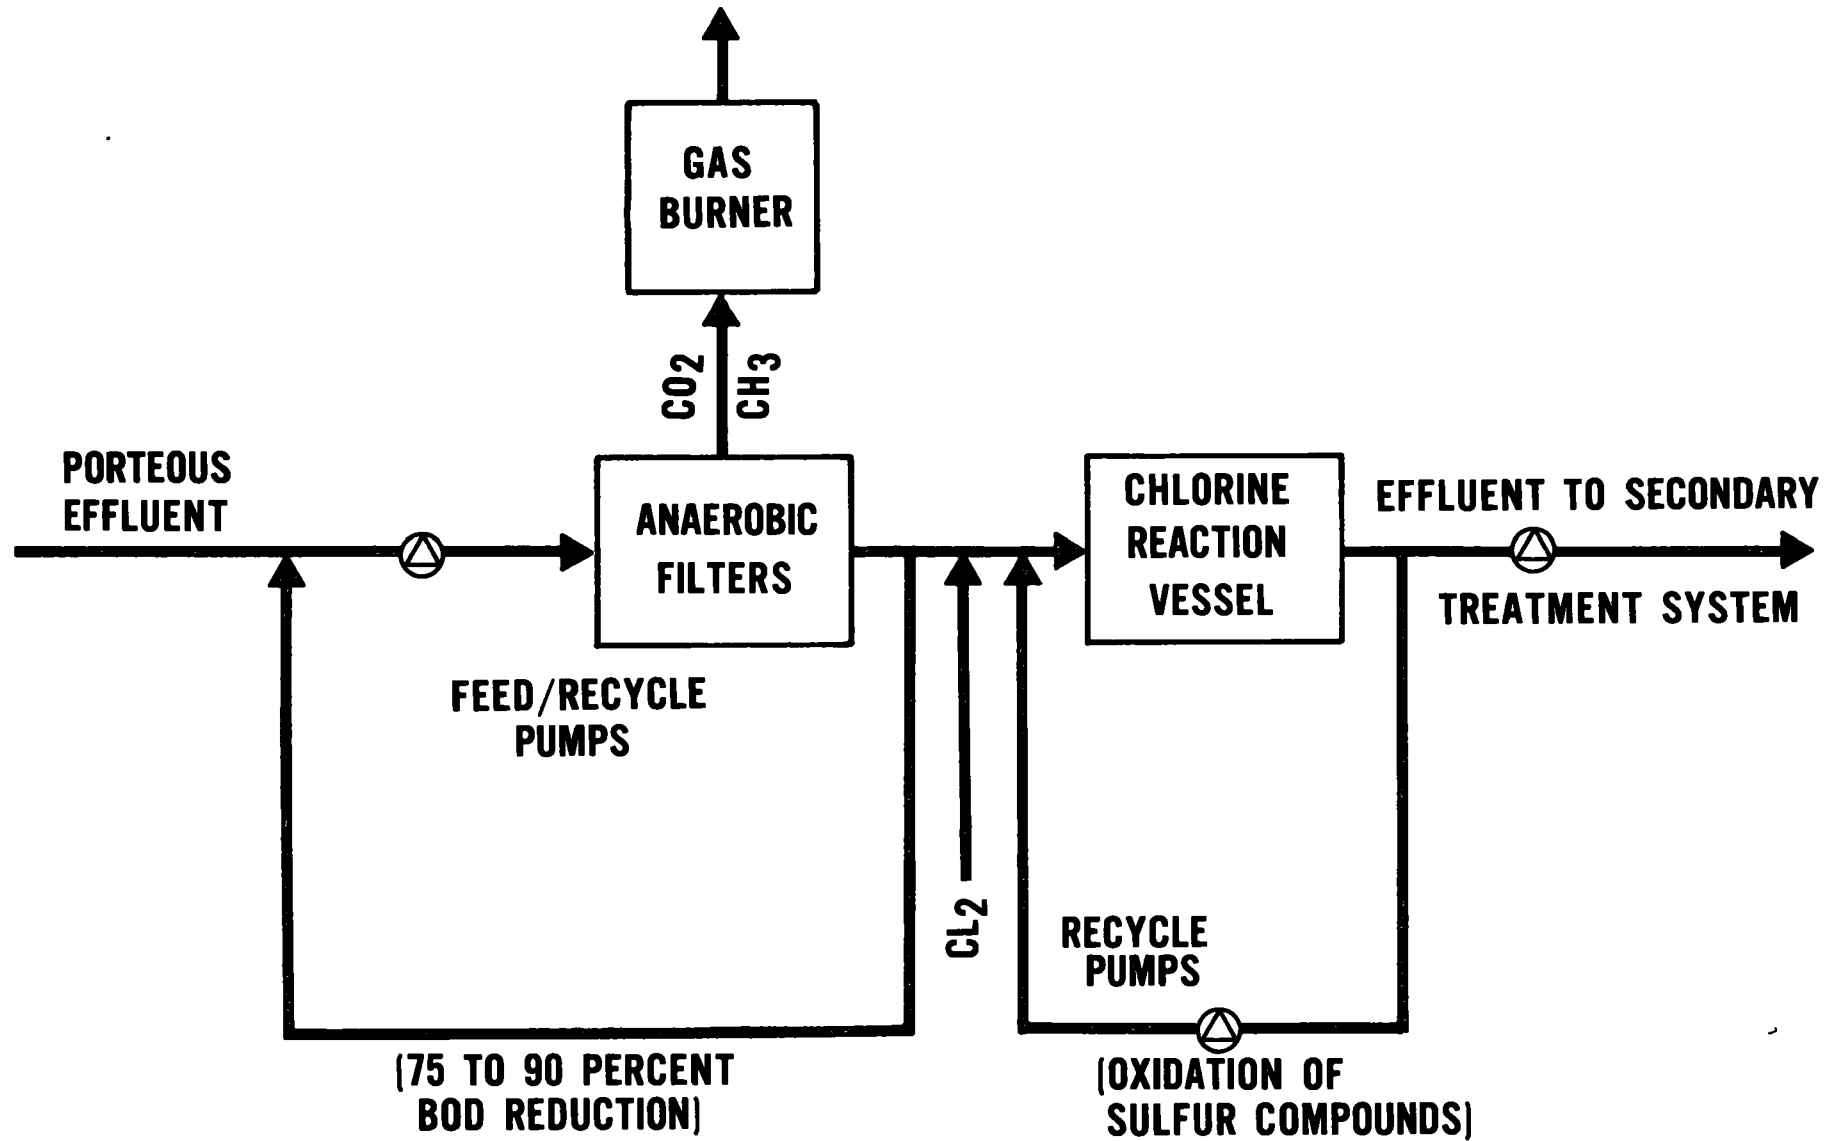 GAS
BURNER
CO2
CH3
PORTEOUS
EFFLUENT
ANAEROBIC
FILTERS
CHLORINE
REACTION
VESSEL
EFFLUENT TO SECONDARY
TREATMENT SYSTEM
FEED/RECYCLE
PUMPS
CL2
RECYCLE
PUMPS
(75 TO 90 PERCENT
BOD REDUCTION)
(OXIDATION OF
SULFUR COMPOUNDS)